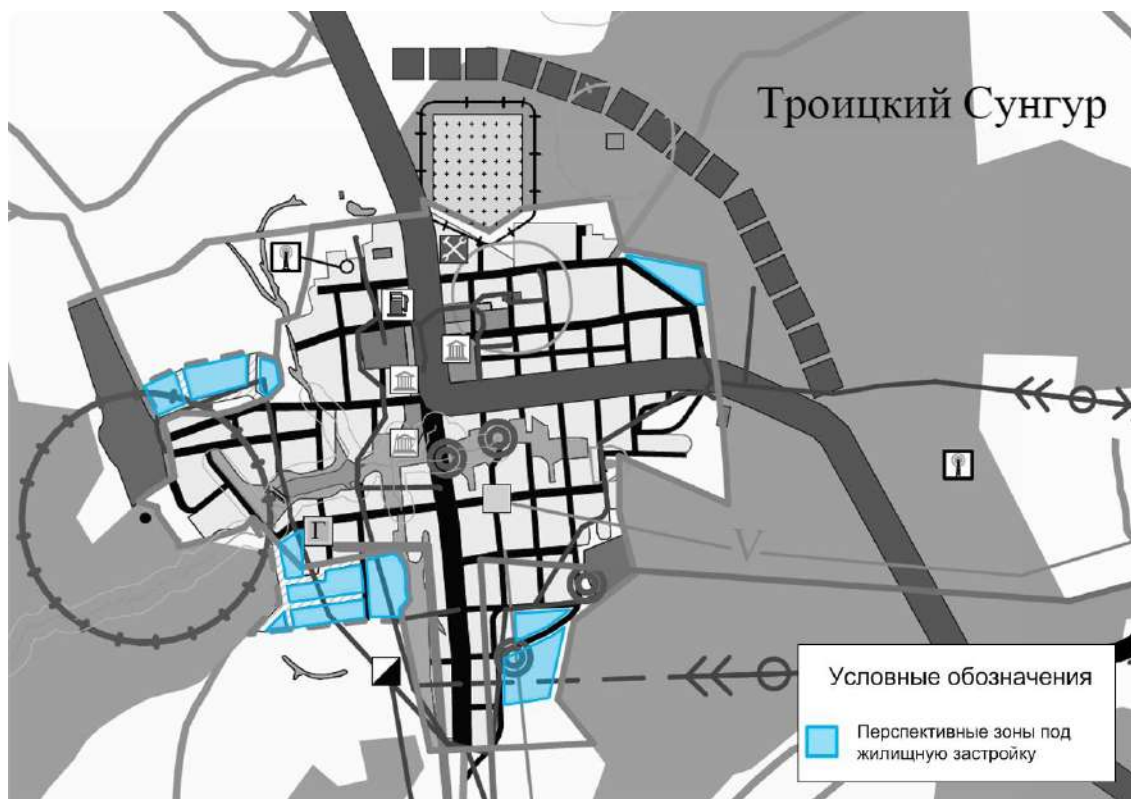 Троицкий Сунгур
Г
V
Условные обозначения
Перспективные зоны под
жилищную застройку